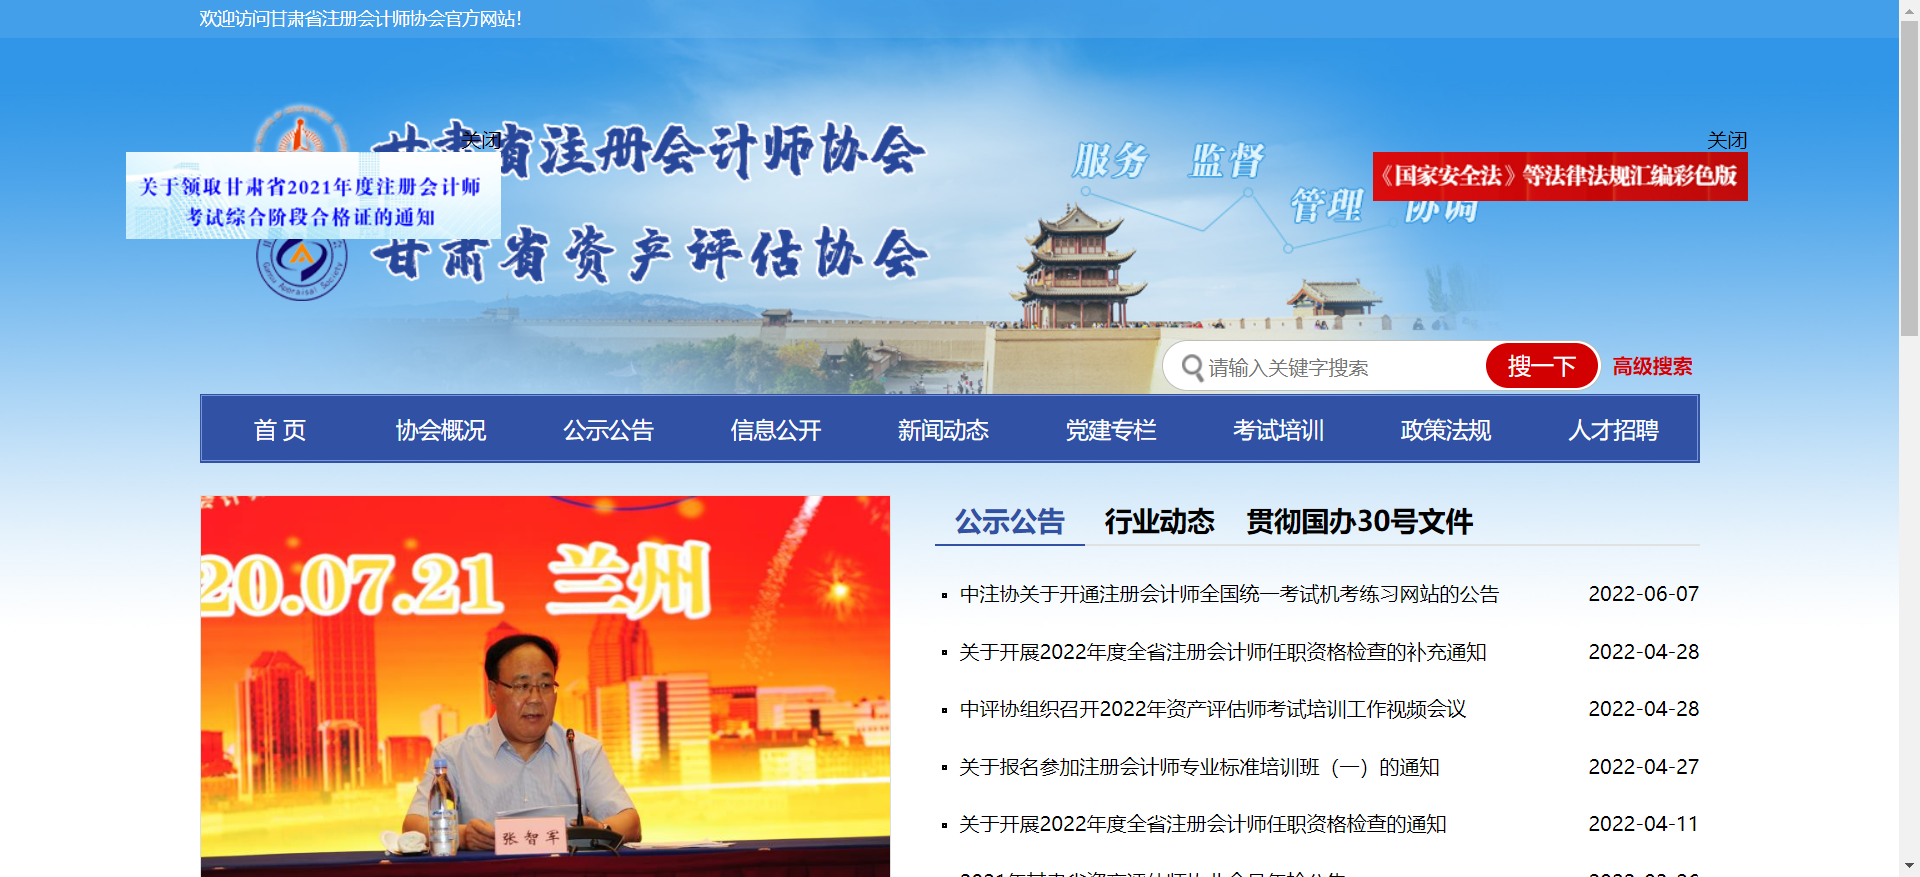 欢迎访问甘肃省注册会计师协会官方网站!
关闭
关闭
甘肃省注册会计师协会
关于领取甘肃省2021年度注册会计师
考试综合阶段合格证的通知
甘肃省资产评估协会
Gansu Appraisal Society
服务 监督
管理 协调
《国家安全法》等法律法规汇编彩色版
请输入关键字搜索
搜一下
高级搜索
首 页 协会概况 公示公告 信息公开 新闻动态 党建专栏 考试培训 政策法规 人才招聘
20.07.21 兰州
张智军
公示公告 行业动态 贯彻国办30号文件
中注协关于开通注册会计师全国统一考试机考练习网站的公告 2022-06-07
关于开展2022年度全省注册会计师任职资格检查的补充通知 2022-04-28
中评协组织召开2022年资产评估师考试培训工作视频会议 2022-04-28
关于报名参加注册会计师专业标准培训班（一）的通知 2022-04-27
关于开展2022年度全省注册会计师任职资格检查的通知 2022-04-11